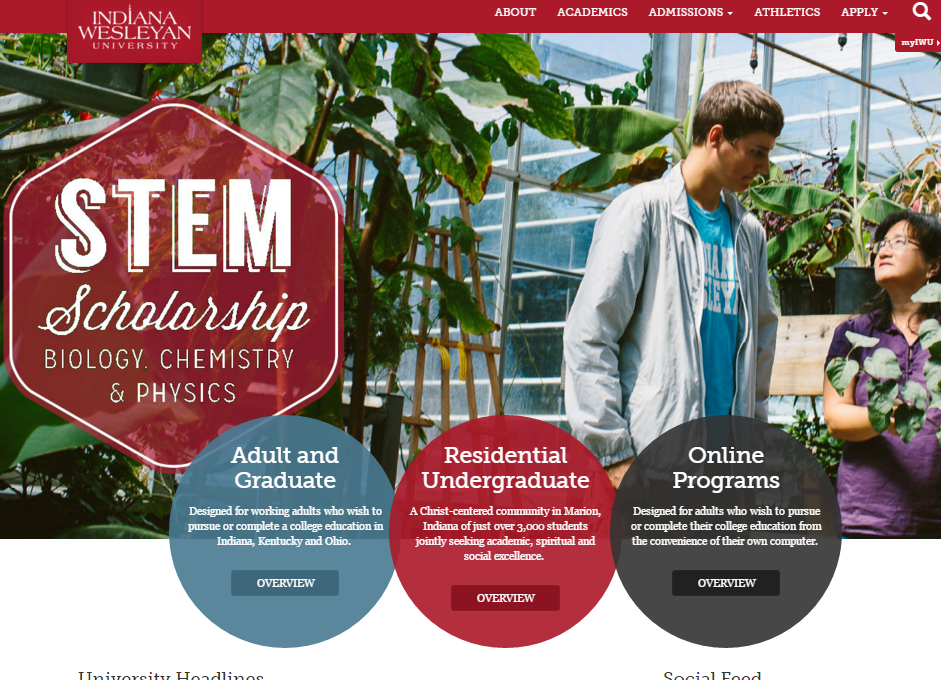 INDIANA
WESLEYAN
UNIVERSITY
ABOUT ACADEMICS ADMISSIONS ATHLETICS APPLY
myIWU
STEM
Scholarship
BIOLOGY. CHEMISTRY
& PHYSICS
Adult and
Graduate
Designed for working adults who wish to
pursue or complete a college education in
Indiana, Kentucky and Ohio.
OVERVIEW
Residential
Undergraduate
A Christ-centered community in Marion,
Indiana of just over 3,000 students
jointly seeking academic, spiritual and
social excellence.
OVERVIEW
Online
Programs
Designed for adults who wish to pursue
or complete their college education from
the convenience of their own computer.
OVERVIEW
University Headlines
Social Feed